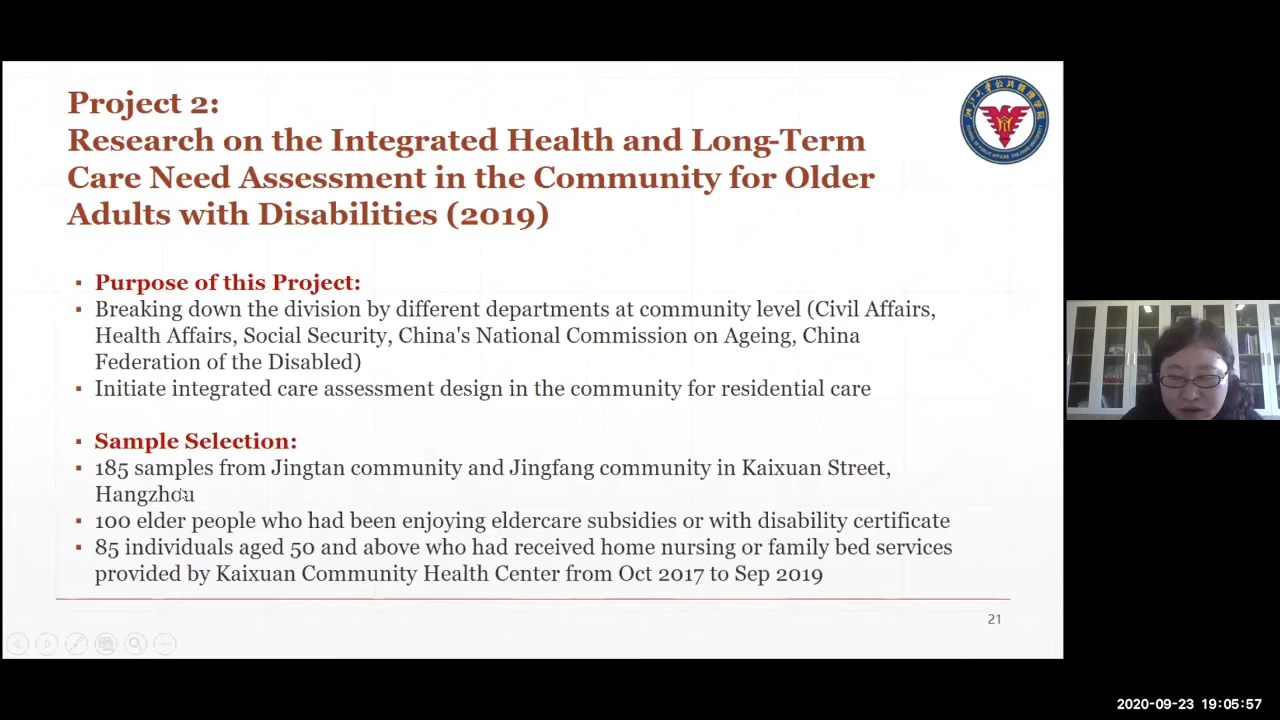 Project 2:
Research on the Integrated Health and Long-Term
Care Need Assessment in the Community for Older
Adults with Disabilities (2019)
▪ Purpose of this Project:
▪ Breaking down the division by different departments at community level (Civil Affairs,
Health Affairs, Social Security, China's National Commission on Ageing, China
Federation of the Disabled)
▪ Initiate integrated care assessment design in the community for residential care
▪ Sample Selection:
▪ 185 samples from Jingtan community and Jingfang community in Kaixuan Street,
Hangzhou
▪ 100 elder people who had been enjoying eldercare subsidies or with disability certificate
▪ 85 individuals aged 50 and above who had received home nursing or family bed services
provided by Kaixuan Community Health Center from Oct 2017 to Sep 2019
21
2020-09-23 19:05:57